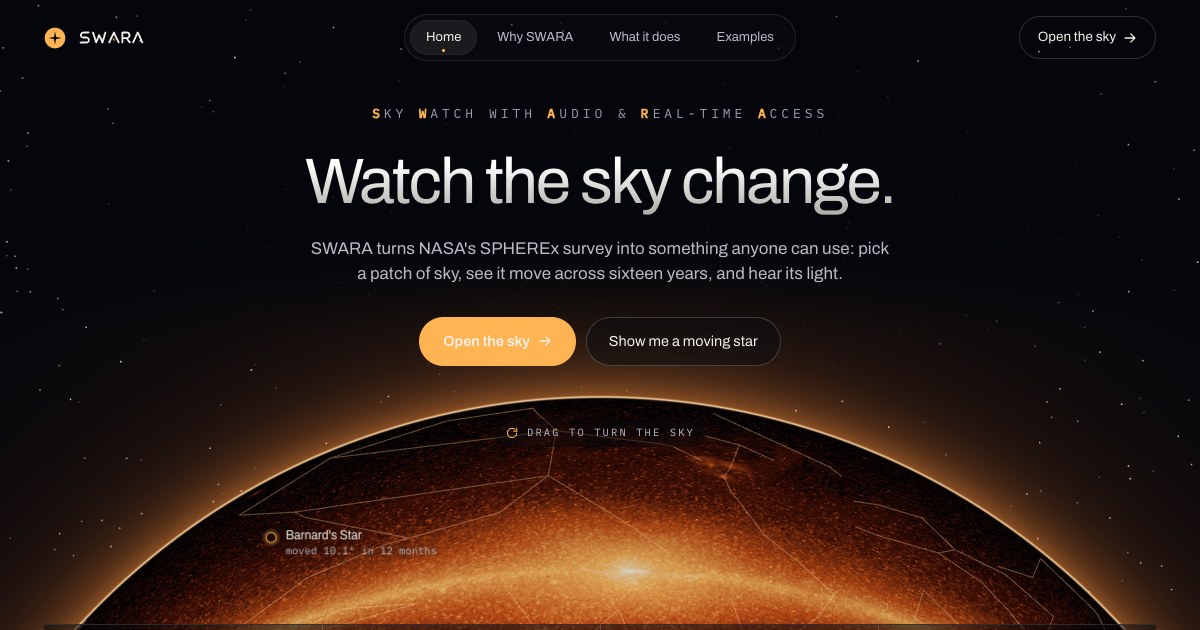 SWARA
Home
Why SWARA
What it does
Examples
Open the sky →
SKY WATCH WITH AUDIO & REAL-TIME ACCESS
Watch the sky change.
SWARA turns NASA's SPHEREx survey into something anyone can use: pick
a patch of sky, see it move across sixteen years, and hear its light.
Open the sky →
Show me a moving star
DRAG TO TURN THE SKY
Barnard's Star
moved 10.1" in 12 months